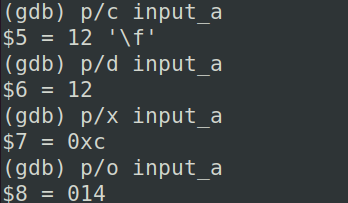 (gdb) p/c input_a
$5 = 12 '\f'
(gdb) p/d input_a
$6 = 12
(gdb) p/x input_a
$7 = 0xc
(gdb) p/o input_a
$8 = 014